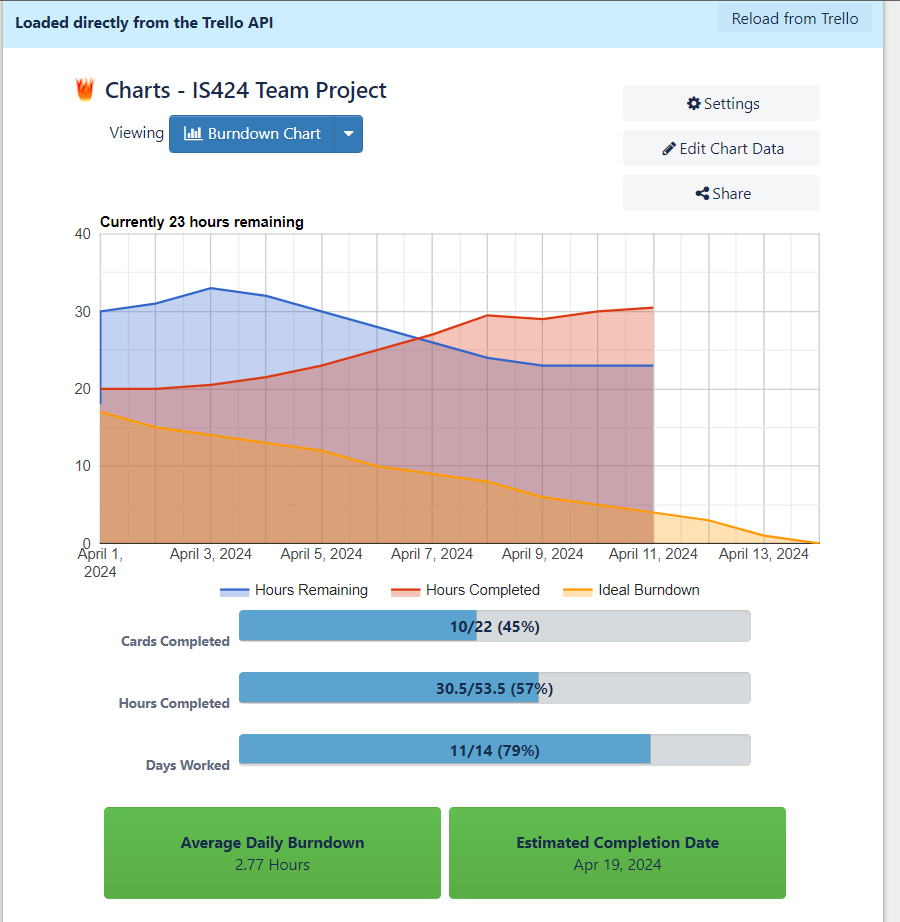 Loaded directly from the Trello API
Reload from Trello
Charts - IS424 Team Project
Viewing
Burndown Chart
Settings
Edit Chart Data
Share
Currently 23 hours remaining
40
30
20
10
0
April 1,
2024
April 3, 2024
April 5, 2024
April 7, 2024
April 9, 2024
April 11, 2024
April 13, 2024
Hours Remaining
Hours Completed
Ideal Burndown
Cards Completed
10/22 (45%)
Hours Completed
30.5/53.5 (57%)
Days Worked
11/14 (79%)
Average Daily Burndown
2.77 Hours
Estimated Completion Date
Apr 19, 2024